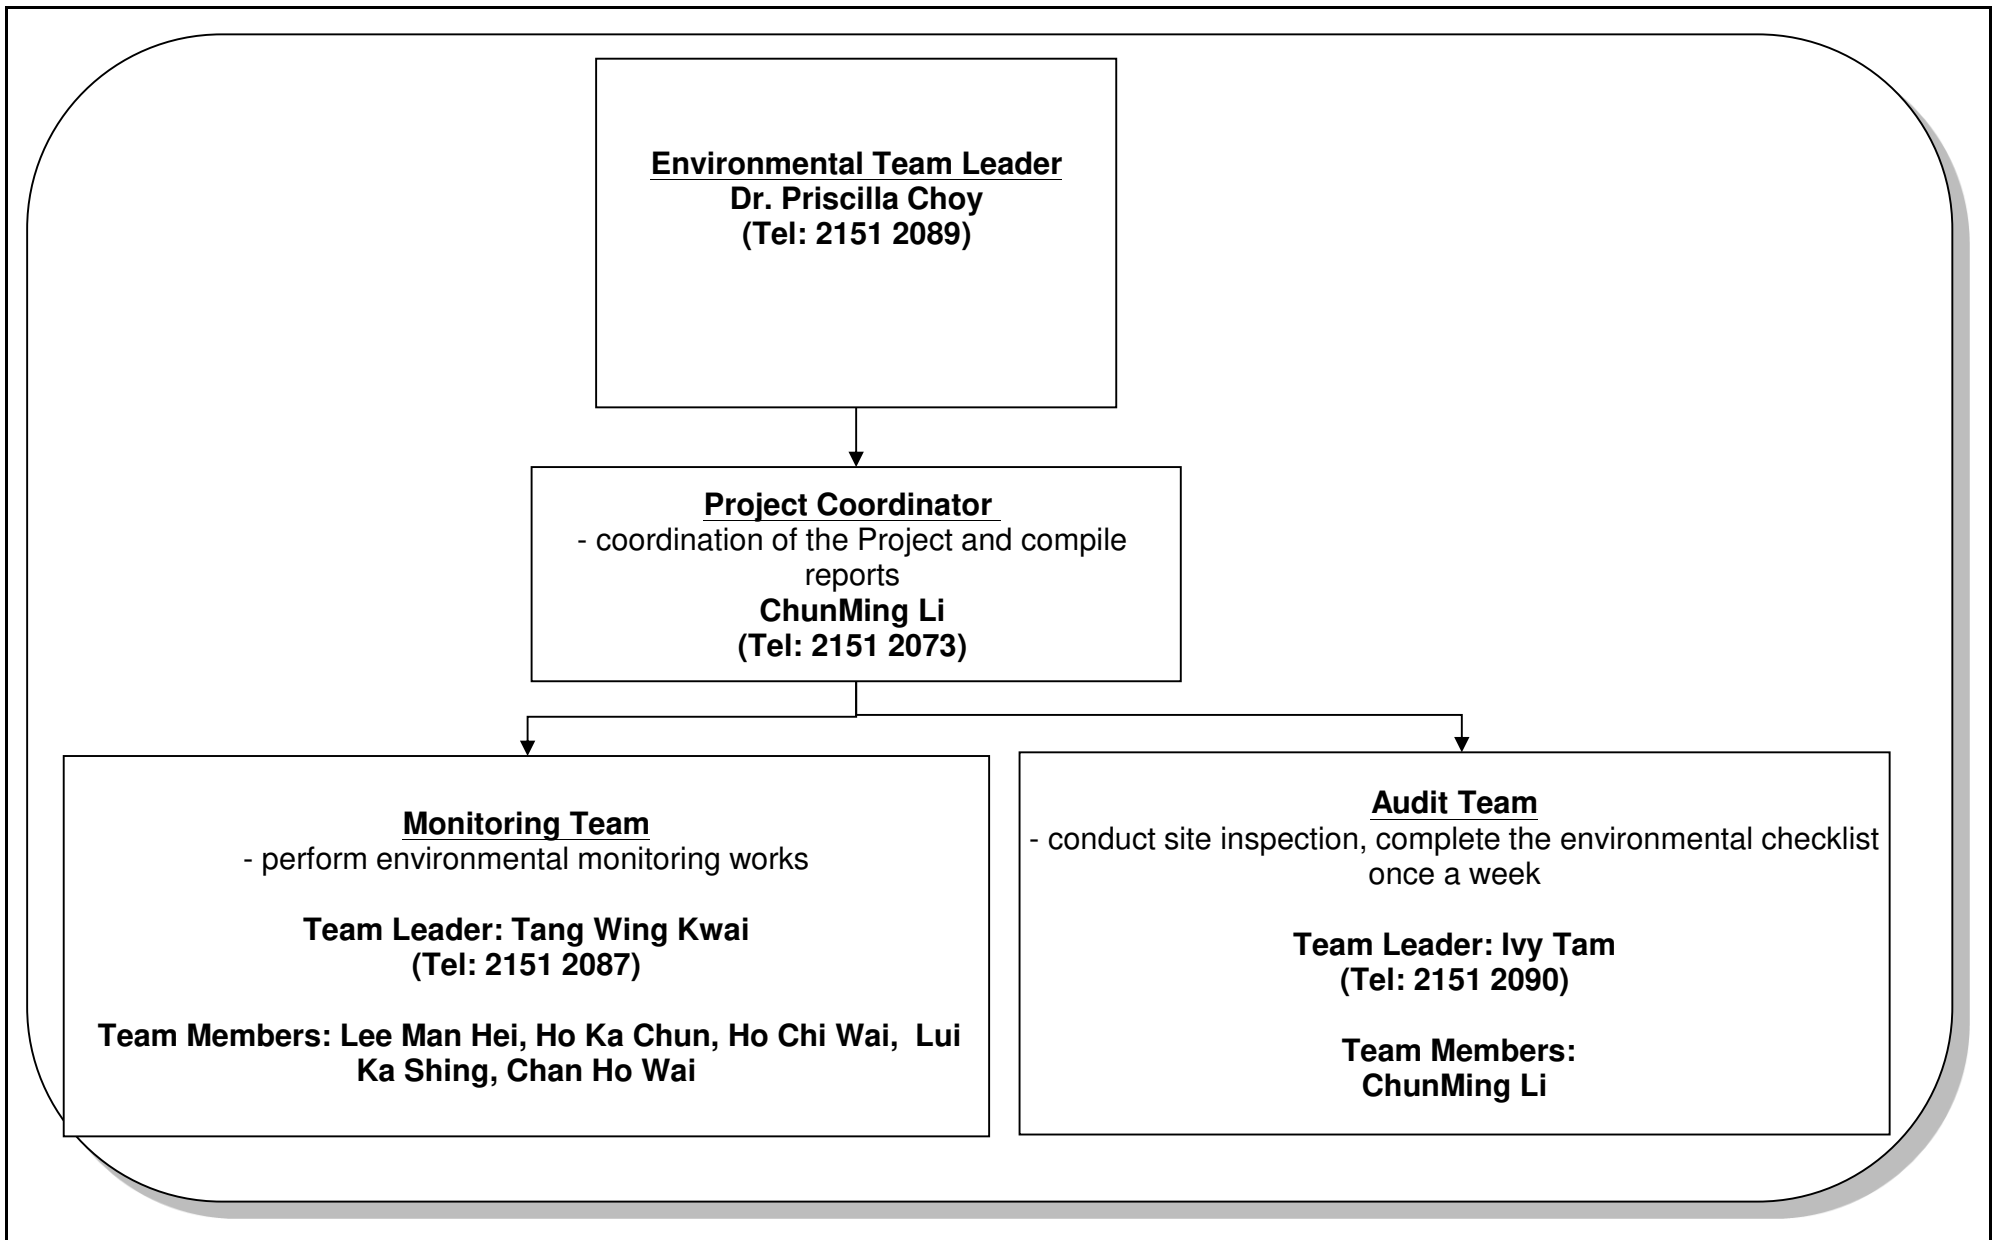 Environmental Team Leader
Dr. Priscilla Choy
(Tel: 2151 2089)
Project Coordinator
- coordination of the Project and compile
reports
ChunMing Li
(Tel: 2151 2073)
Monitoring Team
- perform environmental monitoring works
Team Leader: Tang Wing Kwai
(Tel: 2151 2087)
Team Members: Lee Man Hei, Ho Ka Chun, Ho Chi Wai,  Lui
Ka Shing, Chan Ho Wai
Audit Team
- conduct site inspection, complete the environmental checklist
once a week
Team Leader: Ivy Tam
(Tel: 2151 2090)
Team Members:
ChunMing Li